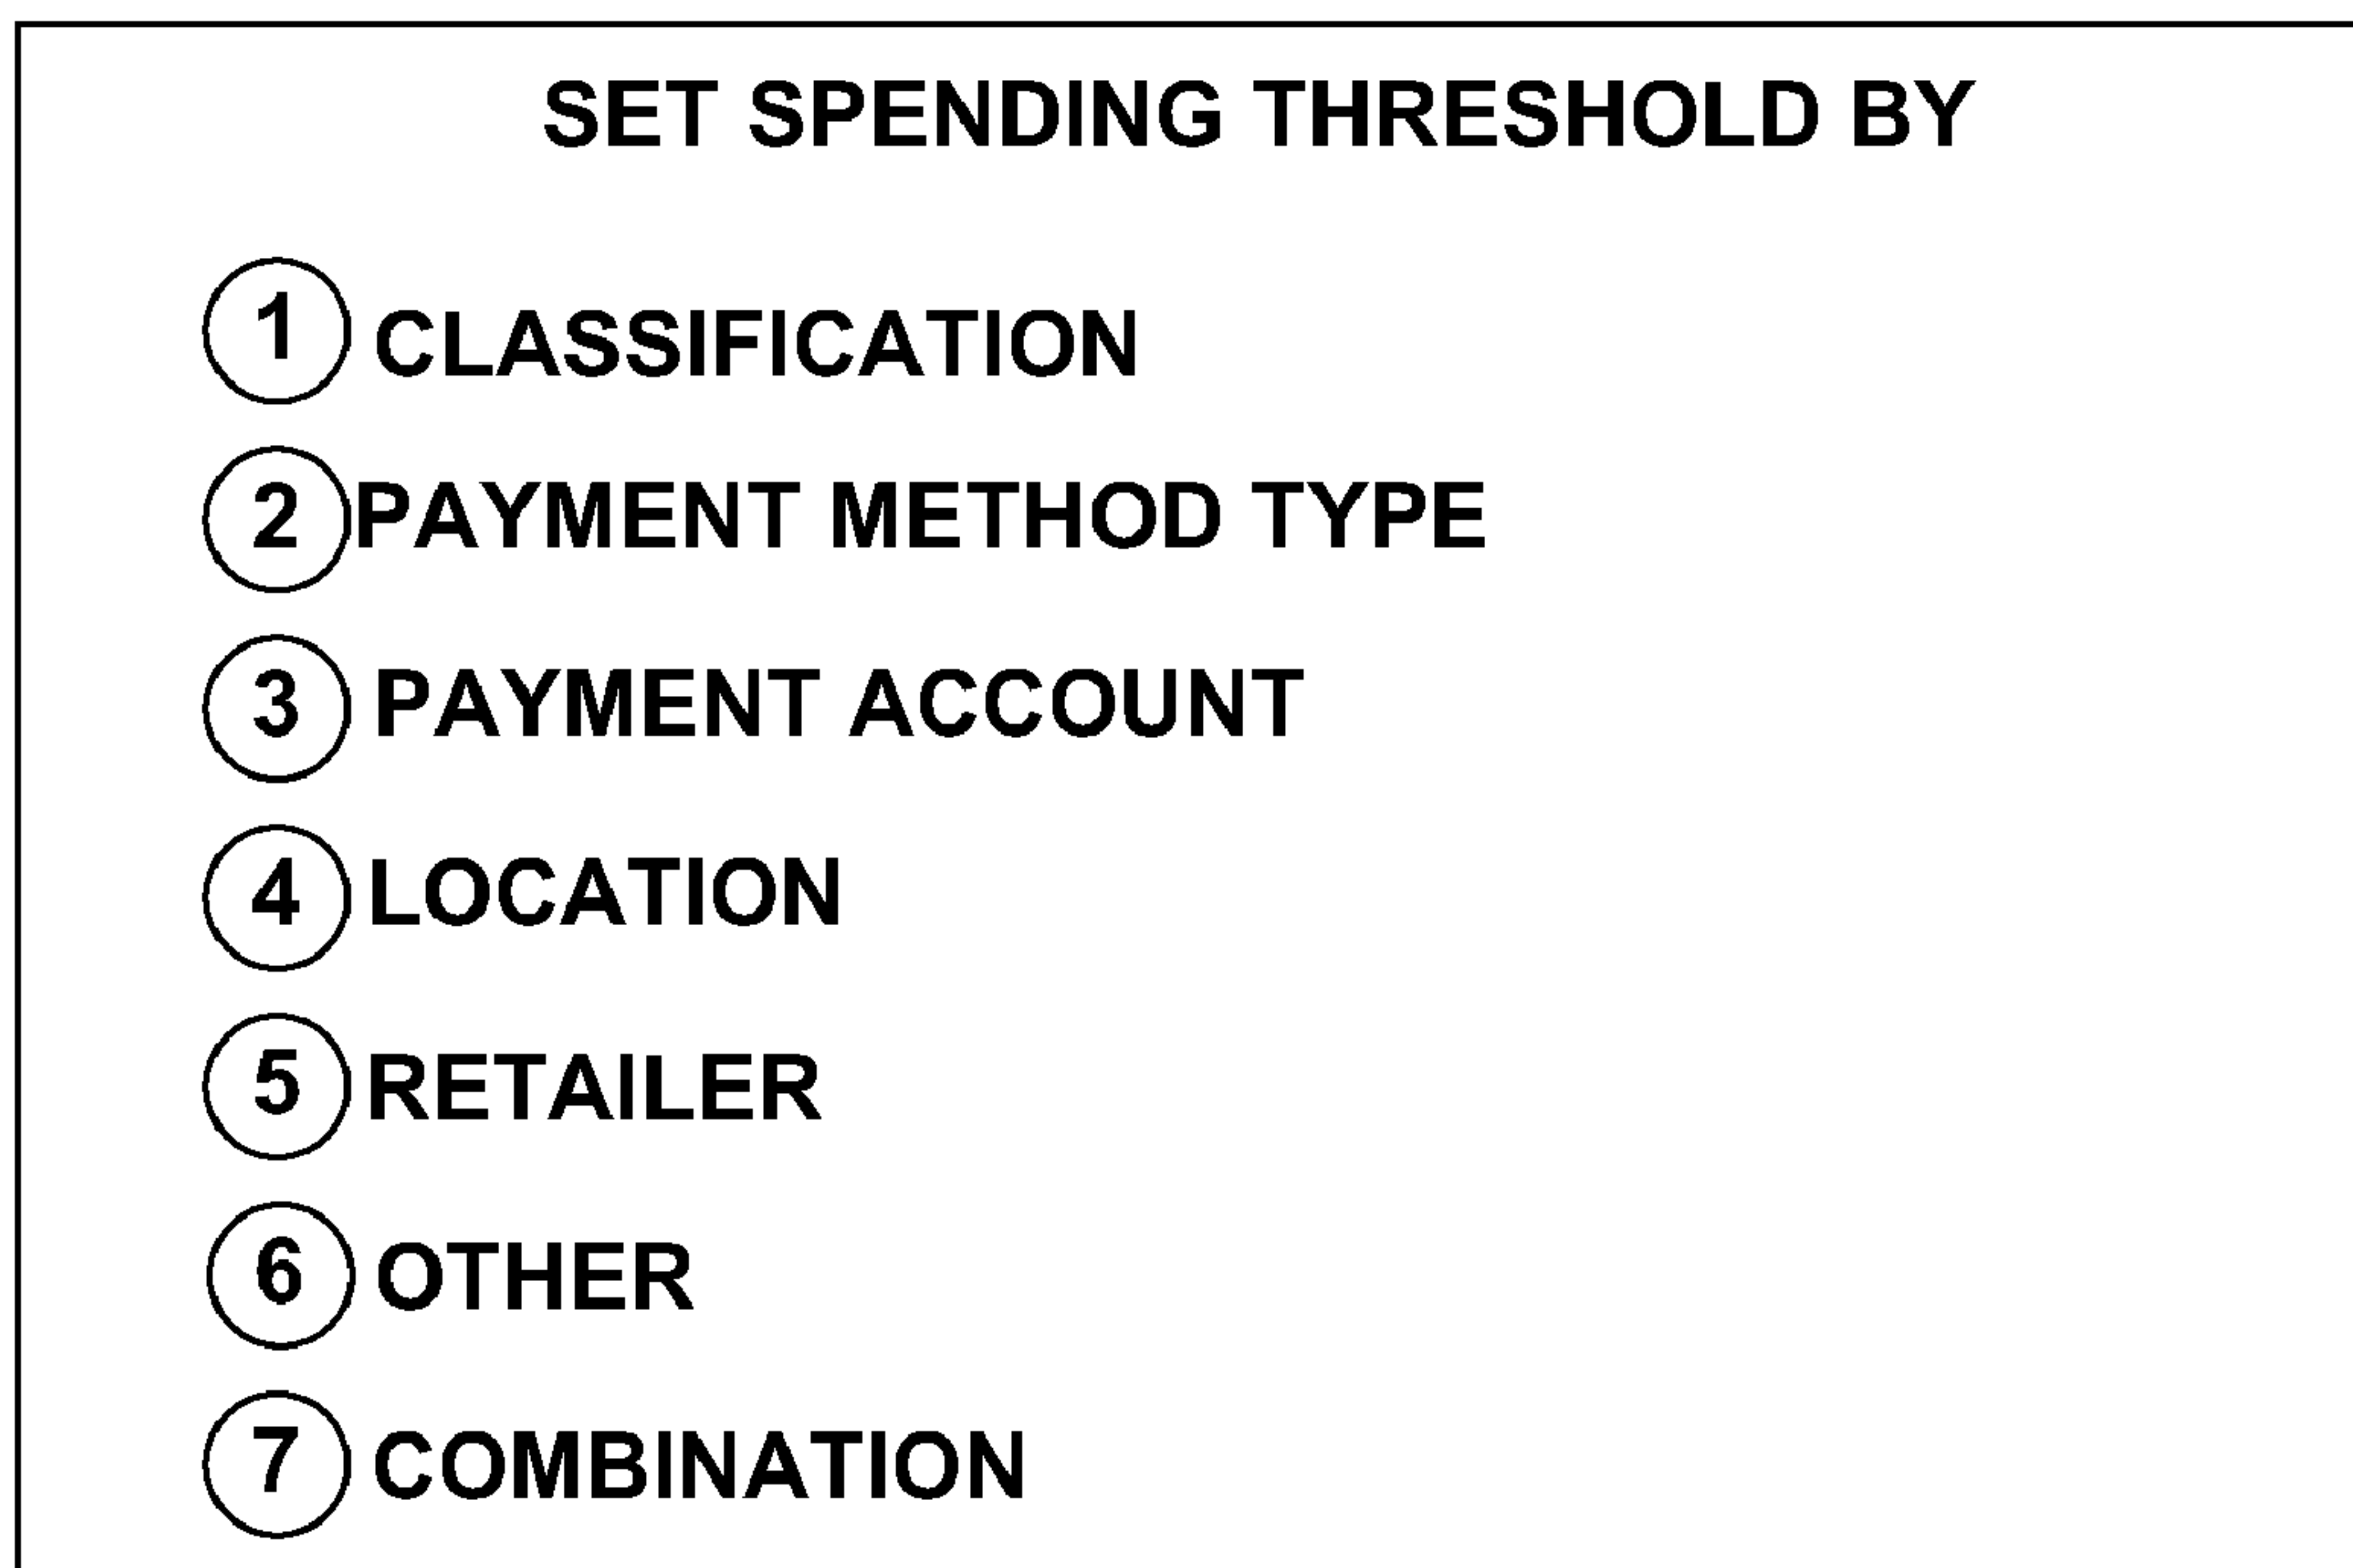 SET SPENDING THRESHOLD BY
1 CLASSIFICATION
2 PAYMENT METHOD TYPE
3 PAYMENT ACCOUNT
4 LOCATION
5 RETAILER
6 OTHER
7 COMBINATION